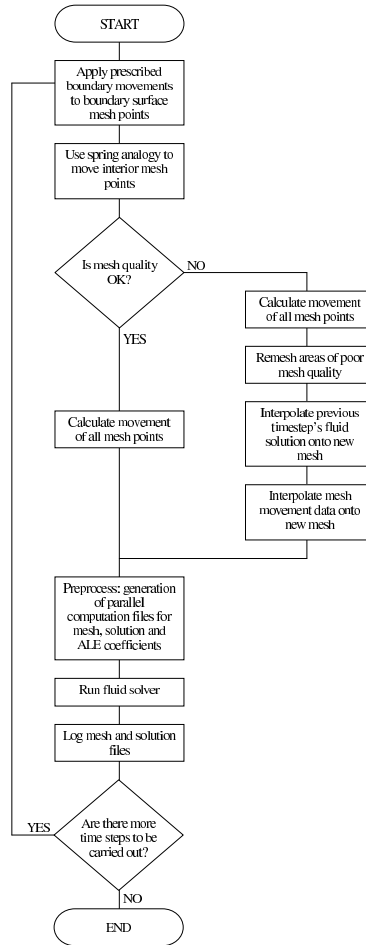 START
Apply prescribed
boundary movements
to boundary surface
mesh points
Use spring analogy to
move interior mesh
points
Is mesh quality
OK?
NO
YES
Calculate movement
of all mesh points
Remesh areas of poor
mesh quality
Interpolate previous
timestep's fluid
solution onto new
mesh
Interpolate mesh
movement data onto
new mesh
Calculate movement
of all mesh points
Preprocess: generation
of parallel
computation files for
mesh, solution and
ALE coefficients
Run fluid solver
Log mesh and solution
files
Are there more
time steps to be
carried out?
YES
NO
END